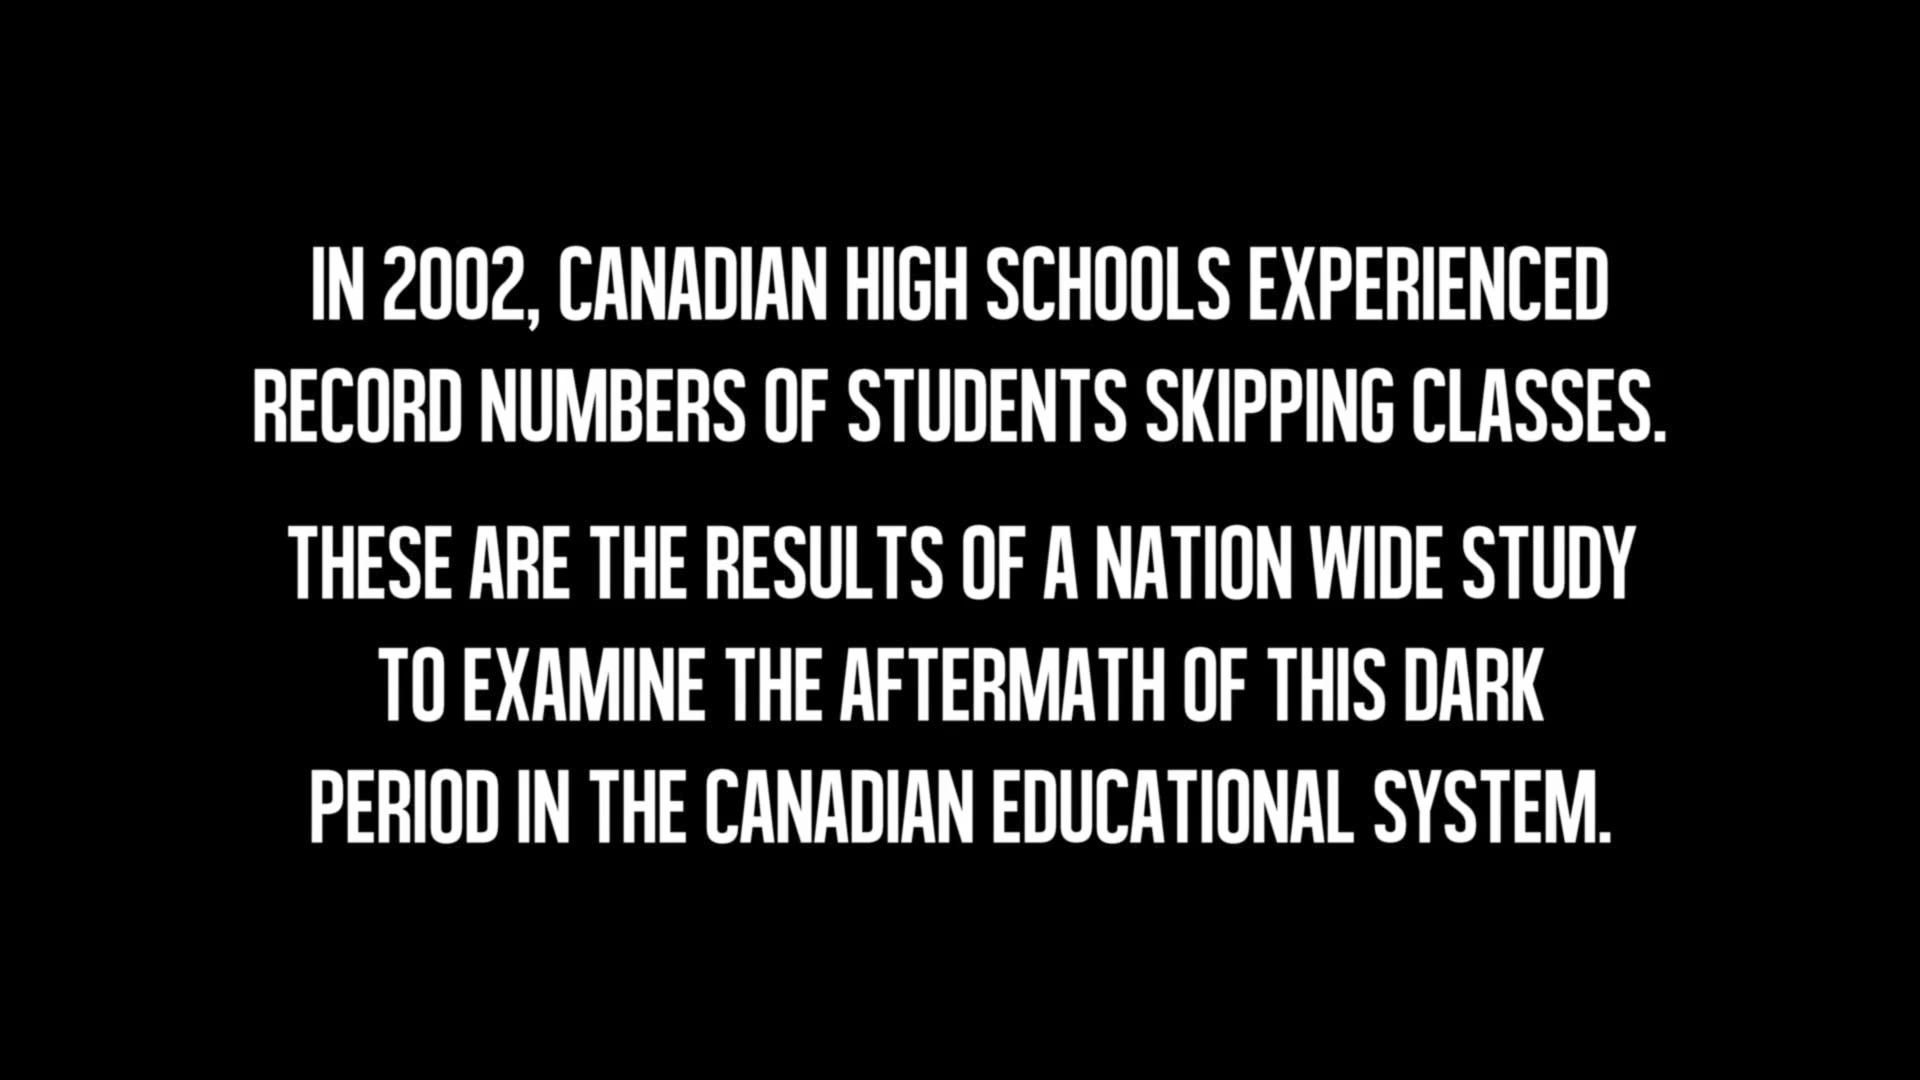 IN 2002, CANADIAN HIGH SCHOOLS EXPERIENCED
RECORD NUMBERS OF STUDENTS SKIPPING CLASSES.
THESE ARE THE RESULTS OF A NATION WIDE STUDY
TO EXAMINE THE AFTERMATH OF THIS DARK
PERIOD IN THE CANADIAN EDUCATIONAL SYSTEM.